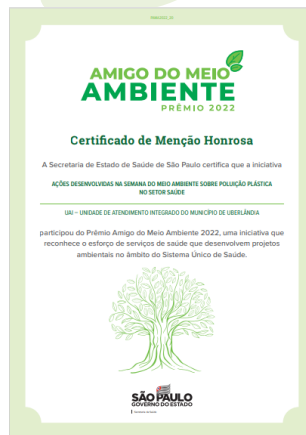 AMIGO DO MEIO
AMBIENTE
PRÊMIO 2022
Certificado de Menção Honrosa
A Secretaria de Estado de Saúde de São Paulo certifica que a iniciativa
AÇÕES DESENVOLVIDAS NA SEMANA DO MEIO AMBIENTE SOBRE POLUIÇÃO PLÁSTICA
NO SETOR SAÚDE
UAI – UNIDADE DE ATENDIMENTO INTEGRADO DO MUNICÍPIO DE UBERLÂNDIA
participou do Prêmio Amigo do Meio Ambiente 2022, uma iniciativa que
reconhece o esforço de serviços de saúde que desenvolvem projetos
ambientais no âmbito do Sistema Único de Saúde.
SÃO PAULO
GOVERNO DO ESTADO